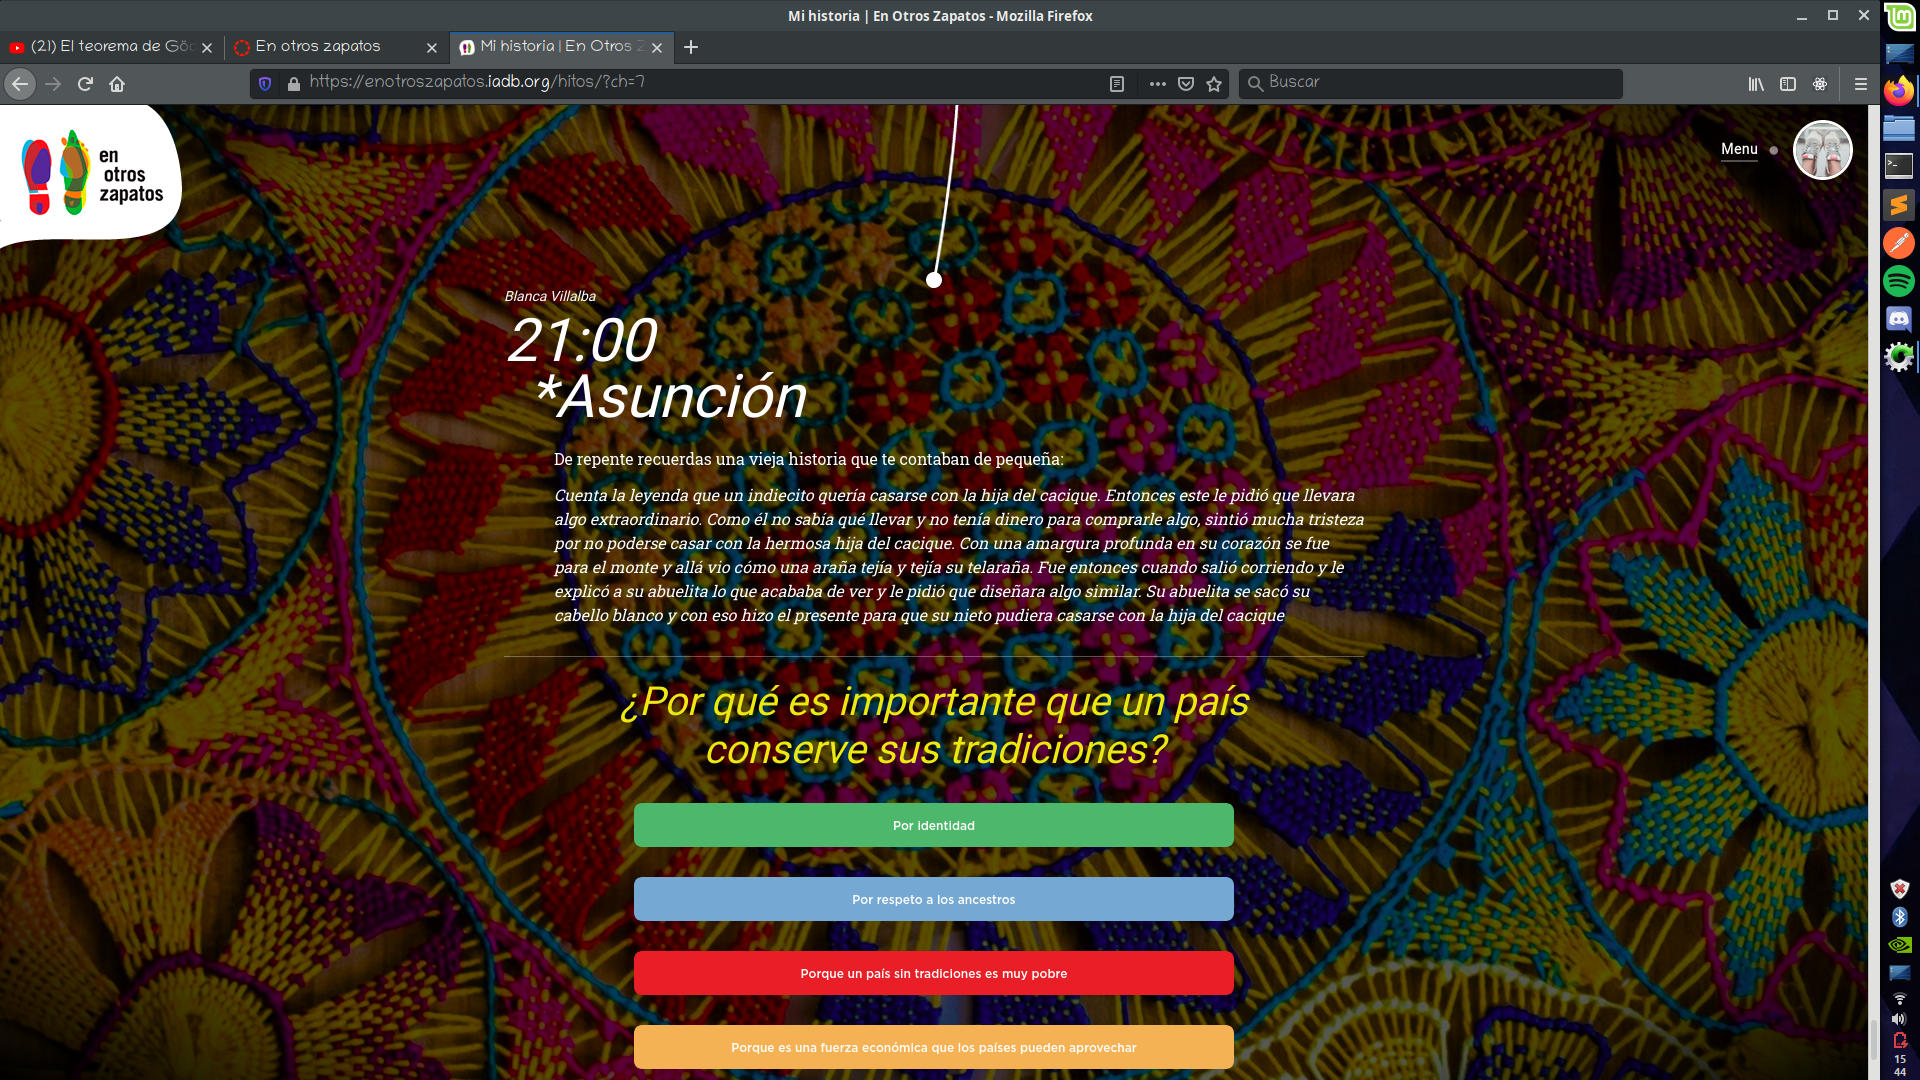 Mi historia | En Otros Zapatos - Mozilla Firefox
(21) El teorema de Göd
En otros zapatos
Mi historia | En Otros Z
https://enotroszapatos.iadb.org/hitos/?ch=7
Buscar
en
otros
zapatos
Menu
Blanca Villalba
21:00
*Asunción
De repente recuerdas una vieja historia que te contaban de pequeña:
Cuenta la leyenda que un indiecito quería casarse con la hija del cacique. Entonces este le pidió que llevara
algo extraordinario. Como él no sabía qué llevar y no tenía dinero para comprarle algo, sintió mucha tristeza
por no poderse casar con la hermosa hija del cacique. Con una amargura profunda en su corazón se fue
para el monte y allá vio cómo una araña tejía y tejía su telaraña. Fue entonces cuando salió corriendo y le
explicó a su abuelita lo que acababa de ver y le pidió que diseñara algo similar. Su abuelita se sacó su
cabello blanco y con eso hizo el presente para que su nieto pudiera casarse con la hija del cacique
¿Por qué es importante que un país
conserve sus tradiciones?
Por identidad
Por respeto a los ancestros
Porque un país sin tradiciones es muy pobre
Porque es una fuerza económica que los países pueden aprovechar
15
44